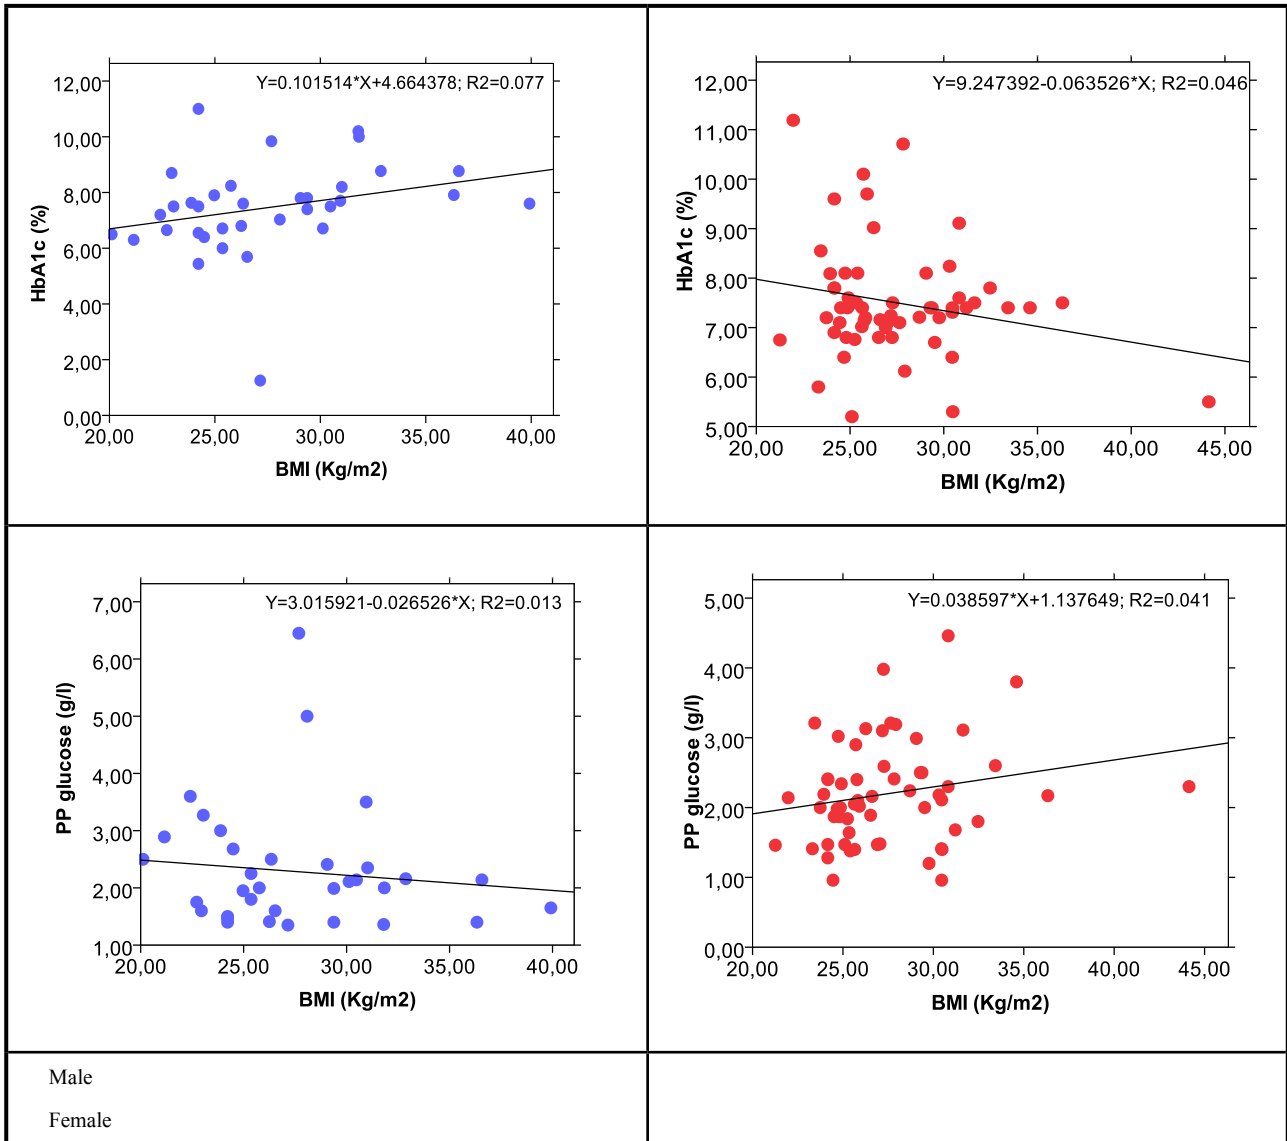 Y=0.101514*X+4.664378; R2=0.077
12,00
10,00
8,00
6,00
4,00
2,00
0,00
HbA1c (%)
20,00 25,00 30,00 35,00 40,00
BMI (Kg/m2)
Y=9.247392-0.063526*X; R2=0.046
12,00
11,00
10,00
9,00
8,00
7,00
6,00
5,00
HbA1c (%)
20,00 25,00 30,00 35,00 40,00 45,00
BMI (Kg/m2)
Y=3.015921-0.026526*X; R2=0.013
7,00
6,00
5,00
4,00
3,00
2,00
1,00
PP glucose (g/l)
20,00 25,00 30,00 35,00 40,00
BMI (Kg/m2)
Y=0.038597*X+1.137649; R2=0.041
5,00
4,00
3,00
2,00
1,00
0,00
PP glucose (g/l)
20,00 25,00 30,00 35,00 40,00 45,00
BMI (Kg/m2)
Male
Female